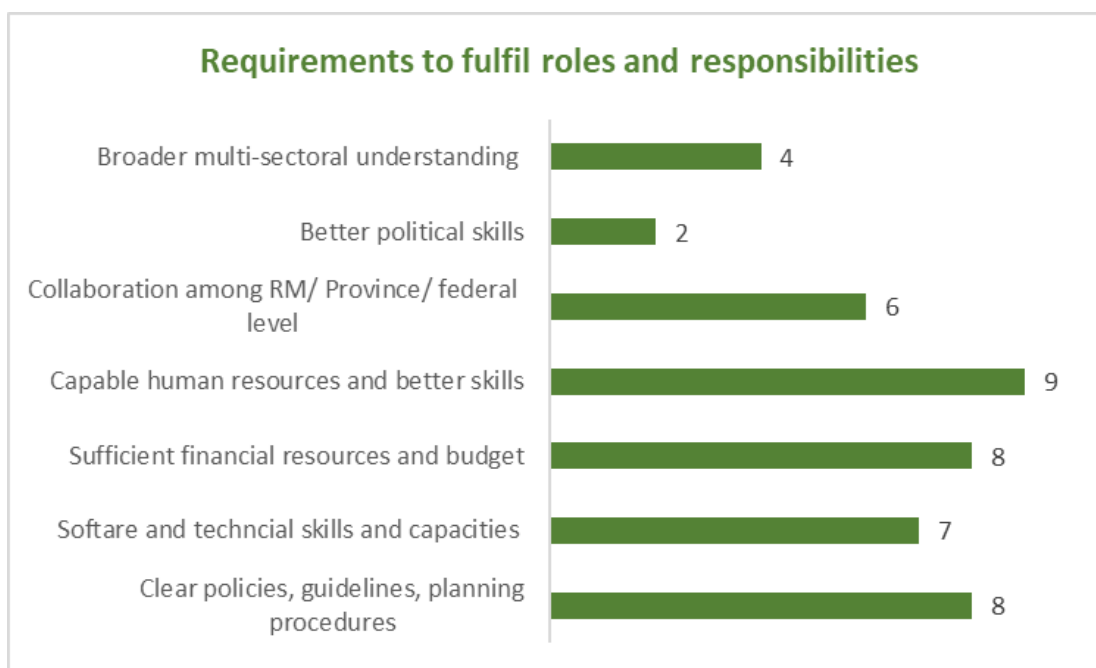 Requirements to fulfil roles and responsibilities
Broader multi-sectoral understanding
4
Better political skills
2
Collaboration among RM/ Province/ federal
level
6
Capable human resources and better skills
9
Sufficient financial resources and budget
8
Softare and techncial skills and capacities
7
Clear policies, guidelines, planning
procedures
8